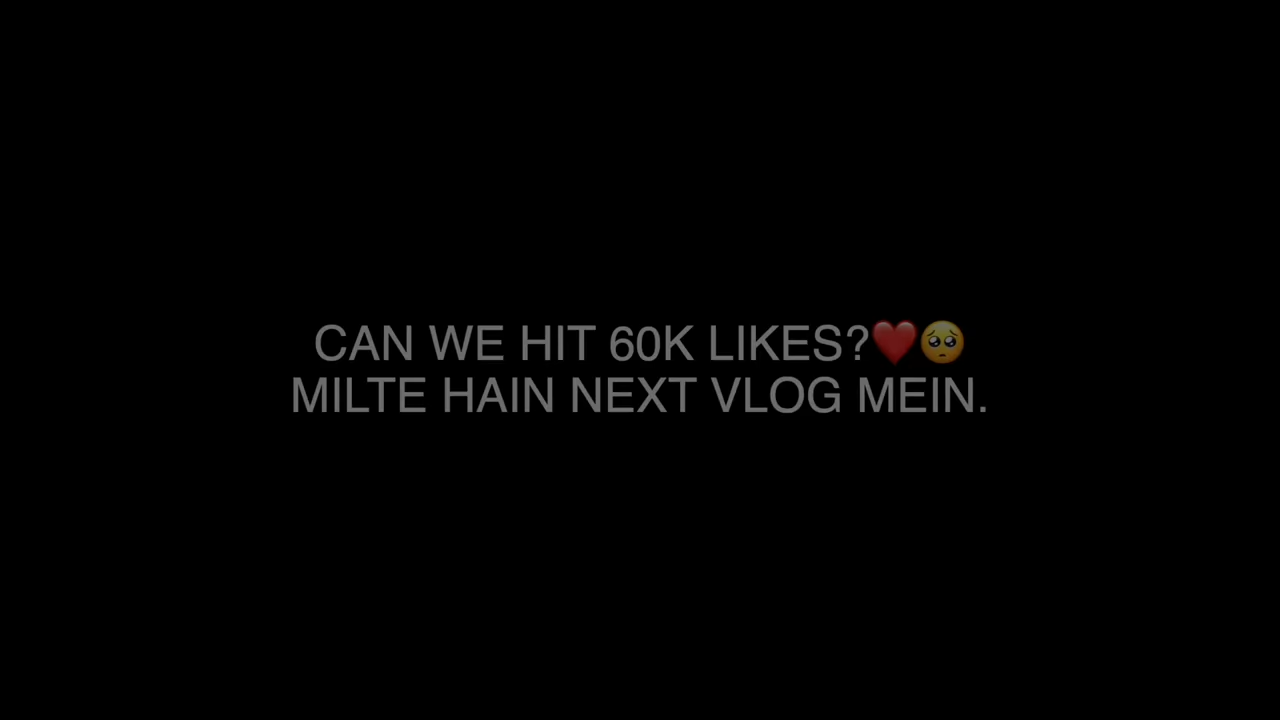 CAN WE HIT 60K LIKES?❤️🥺
MILTE HAIN NEXT VLOG MEIN.